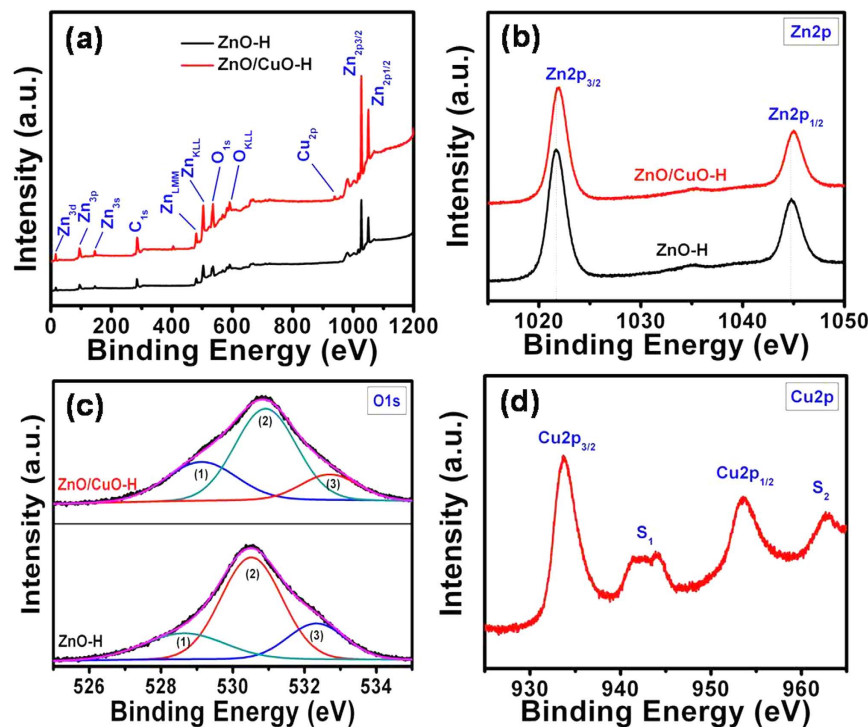 (a)
ZnO-H
ZnO/CuO-H
Zn3d
Zn3p
Zn3s
C1s
ZnLMM
ZnKLL
O1s
OKLL
Cu2p
Zn2p3/2
Zn2p1/2
Intensity (a.u.)
0 200 400 600 800 1000 1200
Binding Energy (eV)
(b)
Zn2p
Zn2p3/2
Zn2p1/2
ZnO/CuO-H
ZnO-H
Intensity (a.u.)
1020 1030 1040 1050
Binding Energy (eV)
(c)
O1s
(2)
(1)
(3)
ZnO/CuO-H
(2)
(1)
(3)
ZnO-H
Intensity (a.u.)
Intensity (a.u.)
526 528 530 532 534
Binding Energy (eV)
(d)
Cu2p
Cu2p3/2
Cu2p1/2
S1
S2
Intensity (a.u.)
930 940 950 960
Binding Energy (eV)